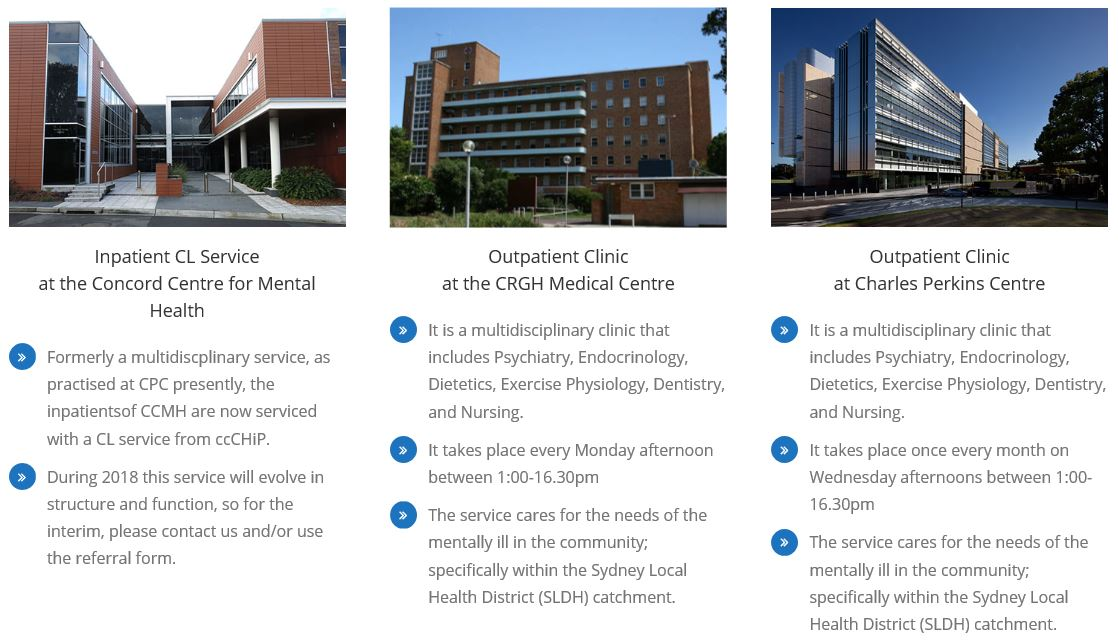 Inpatient CL Service
at the Concord Centre for Mental
Health
Formerly a multidiscplinary service, as
practised at CPC presently, the
inpatientsof CCMH are now serviced
with a CL service from ccCHiP.
During 2018 this service will evolve in
structure and function, so for the
interim, please contact us and/or use
the referral form.
Outpatient Clinic
at the CRGH Medical Centre
It is a multidisciplinary clinic that
includes Psychiatry, Endocrinology,
Dietetics, Exercise Physiology, Dentistry,
and Nursing.
It takes place every Monday afternoon
between 1:00-16.30pm
The service cares for the needs of the
mentally ill in the community;
specifically within the Sydney Local
Health District (SLDH) catchment.
Outpatient Clinic
at Charles Perkins Centre
It is a multidisciplinary clinic that
includes Psychiatry, Endocrinology,
Dietetics, Exercise Physiology, Dentistry,
and Nursing.
It takes place once every month on
Wednesday afternoons between 1:00-
16.30pm
The service cares for the needs of the
mentally ill in the community;
specifically within the Sydney Local
Health District (SLDH) catchment.